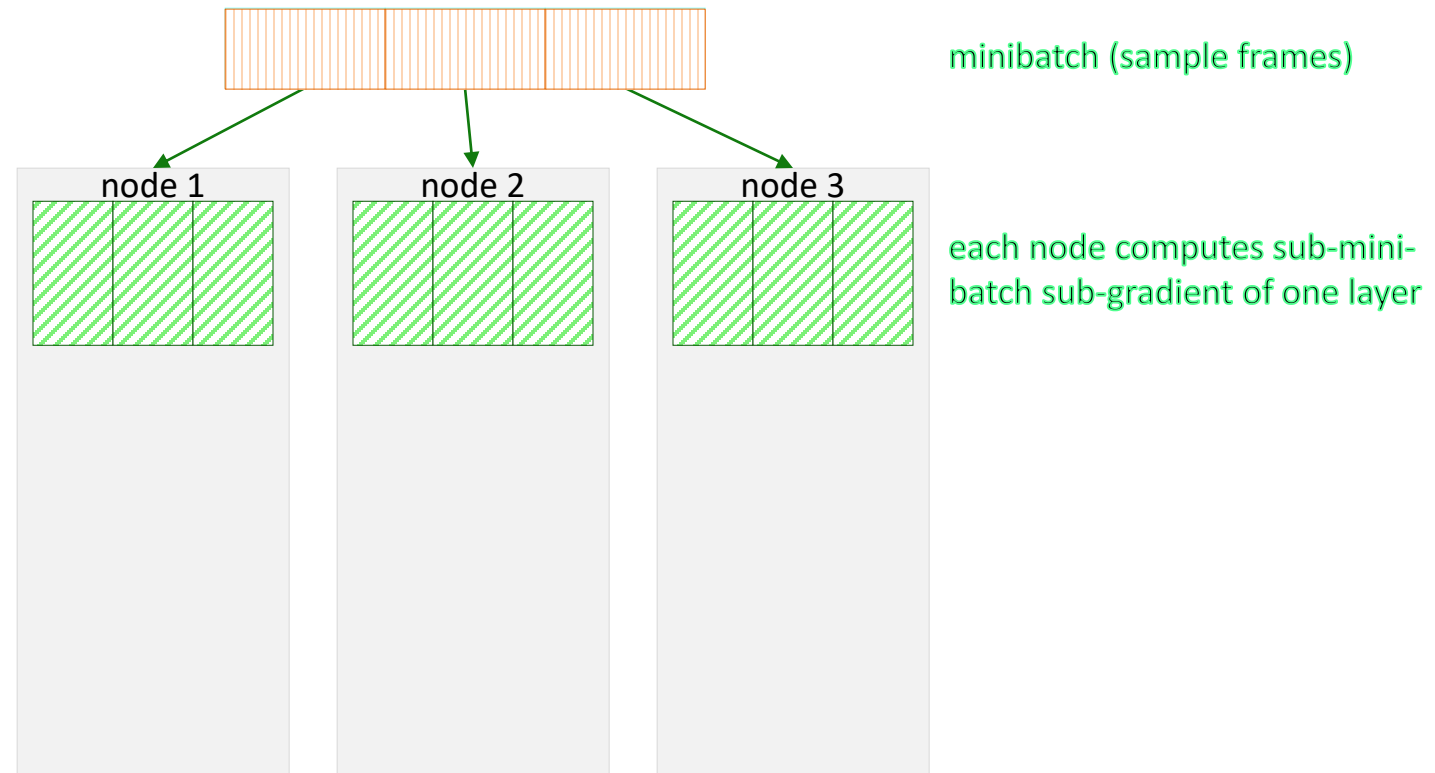 minibatch (sample frames)
node 1
node 2
node 3
each node computes sub-mini-
batch sub-gradient of one layer